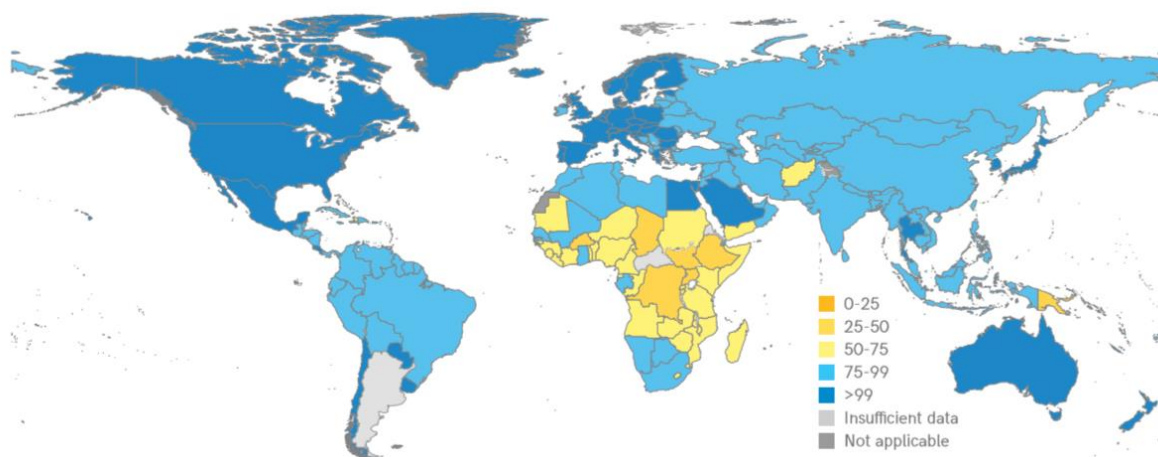 0-25
25-50
50-75
75-99
>99
Insufficient data
Not applicable